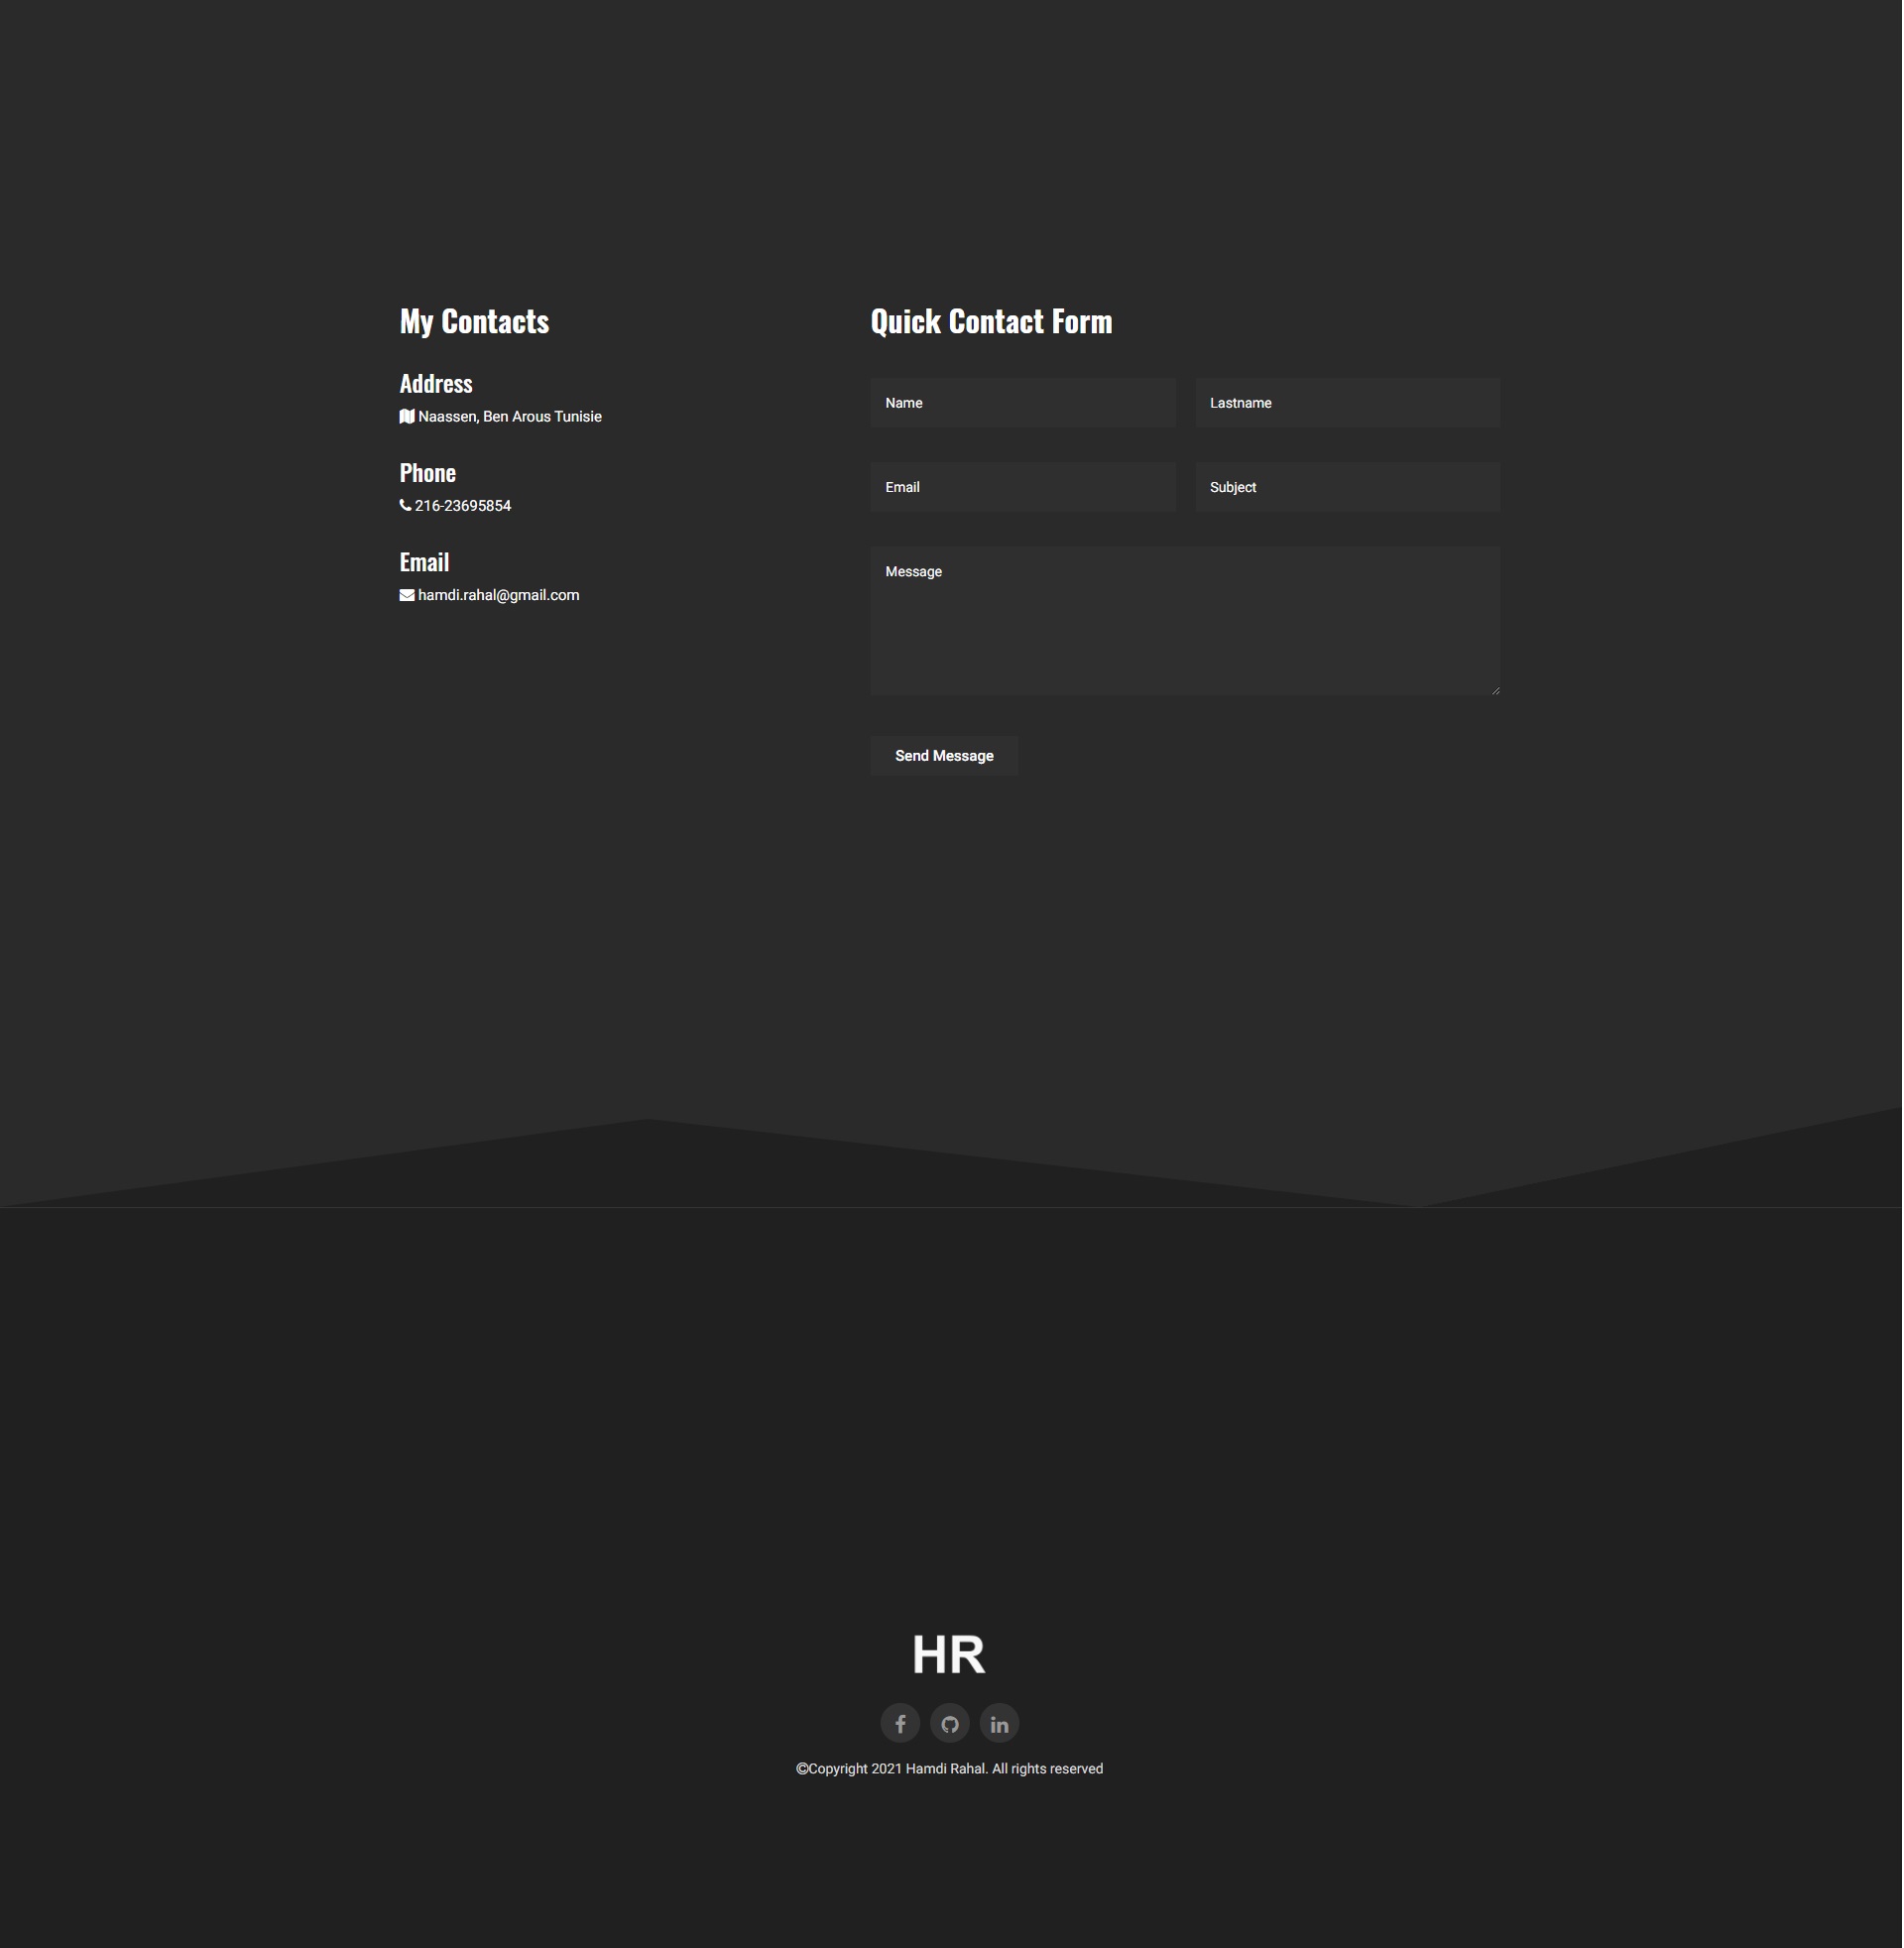 My Contacts
Address
Naassen, Ben Arous Tunisie
Phone
216-23695854
Email
hamdi.rahal@gmail.com
Quick Contact Form
Name
Lastname
Email
Subject
Message
Send Message
HR
©Copyright 2021 Hamdi Rahal. All rights reserved